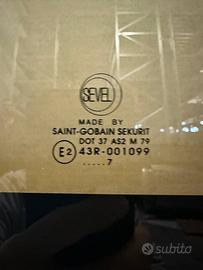 SEVEL
MADE BY
SAINT-GOBAIN SEKURIT
DOT 37 AS2 M 79
E2 43R-001099
.....7
subito